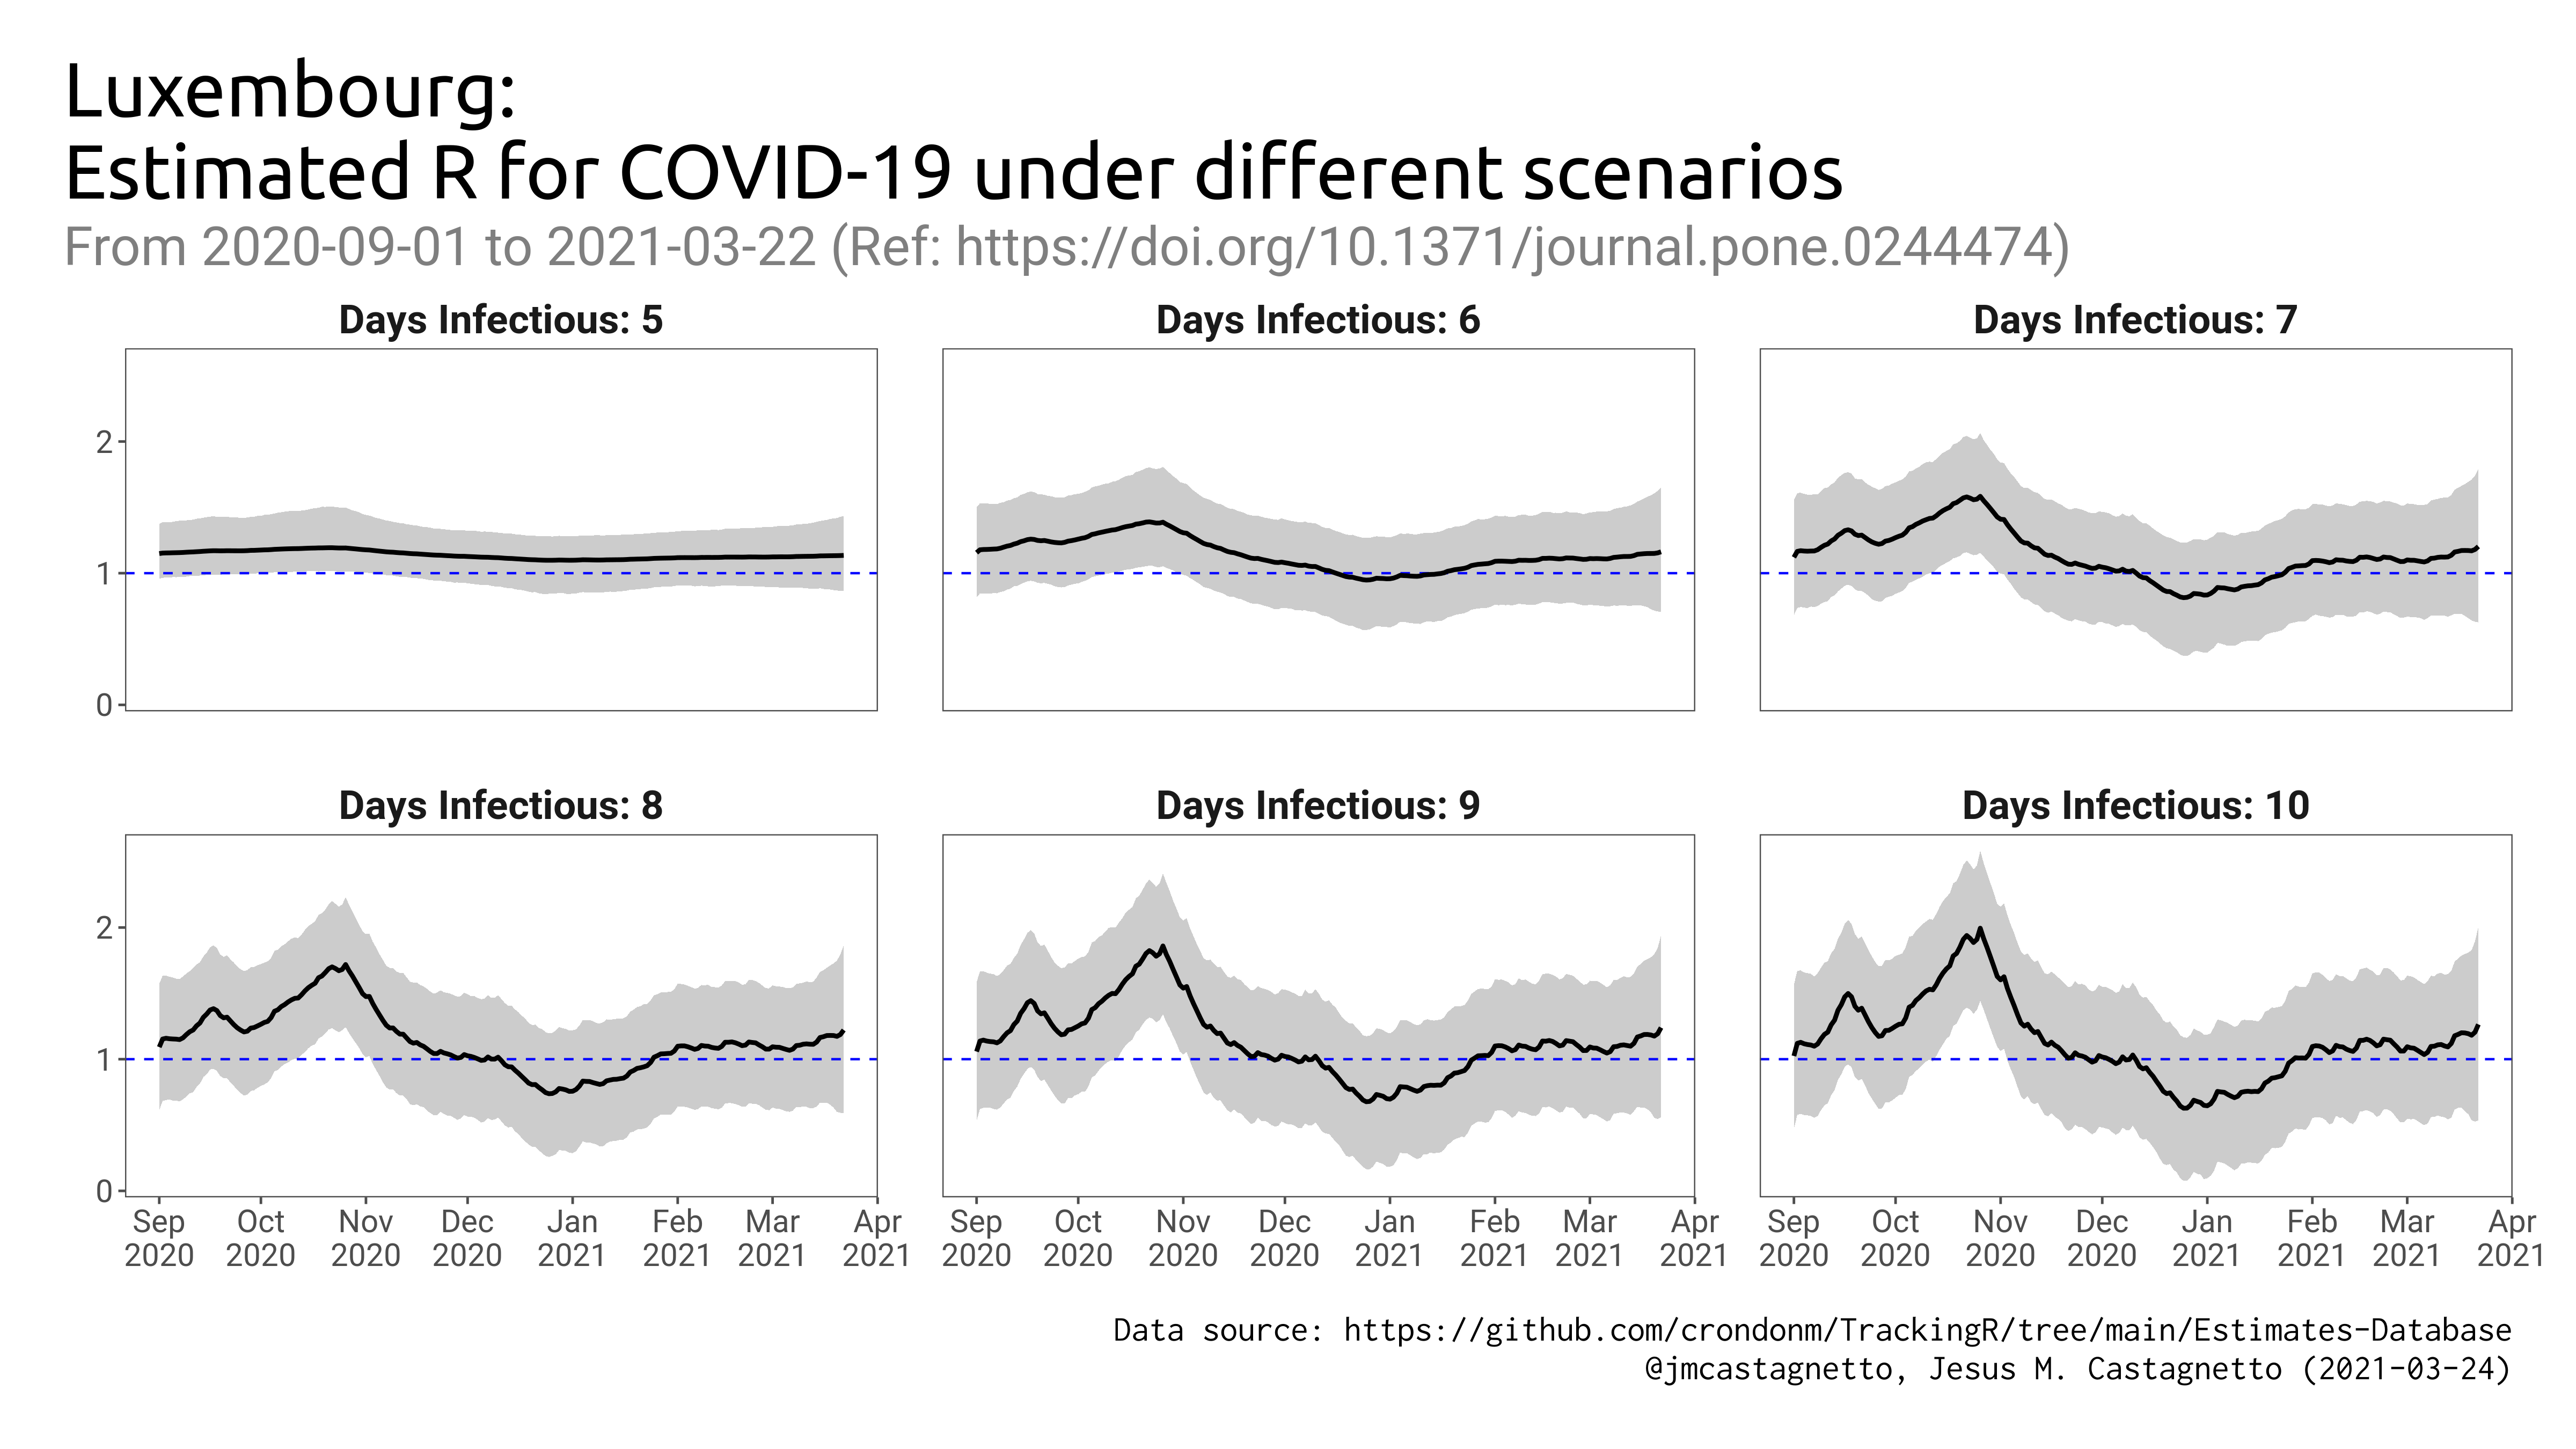 Luxembourg:
Estimated R for COVID-19 under different scenarios
From 2020-09-01 to 2021-03-22 (Ref: https://doi.org/10.1371/journal.pone.0244474)
Days Infectious: 5
Days Infectious: 6
Days Infectious: 7
2
1
0
Days Infectious: 8
Days Infectious: 9
Days Infectious: 10
2
1
0
Sep Oct Nov Dec Jan Feb Mar Apr
2020 2020 2020 2020 2021 2021 2021 2021
Sep Oct Nov Dec Jan Feb Mar Apr
2020 2020 2020 2020 2021 2021 2021 2021
Sep Oct Nov Dec Jan Feb Mar Apr
2020 2020 2020 2020 2021 2021 2021 2021
Data source: https://github.com/crondonm/TrackingR/tree/main/Estimates-Database
@jmcastagnetto, Jesus M. Castagnetto (2021-03-24)